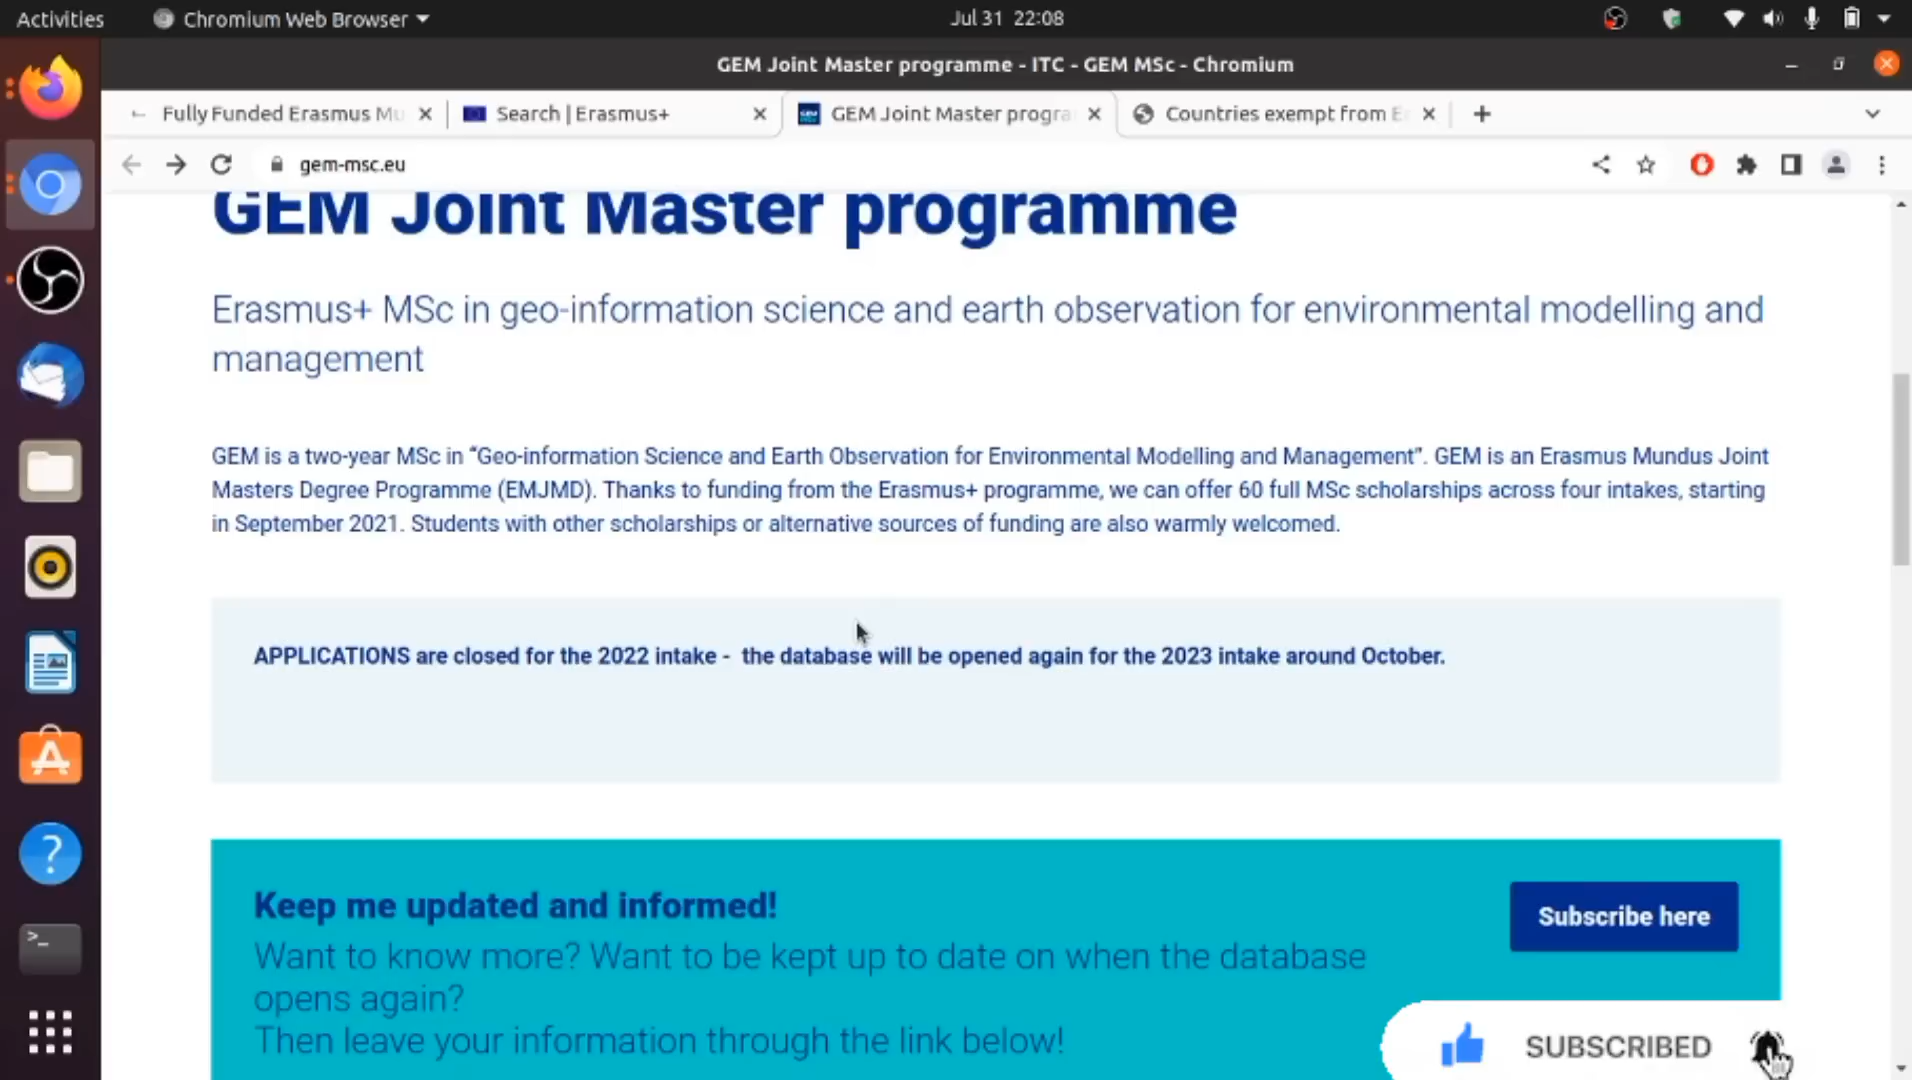 Activities
Chromium Web Browser
Jul 31 22:08
GEM Joint Master programme - ITC - GEM MSc - Chromium
Fully Funded Erasmus Mu
Search | Erasmus+
GEM Joint Master progra
Countries exempt from E
gem-msc.eu
GEM Joint Master programme
Erasmus+ MSc in geo-information science and earth observation for environmental modelling and
management
GEM is a two-year MSc in “Geo-information Science and Earth Observation for Environmental Modelling and Management”. GEM is an Erasmus Mundus Joint
Masters Degree Programme (EMJMD). Thanks to funding from the Erasmus+ programme, we can offer 60 full MSc scholarships across four intakes, starting
in September 2021. Students with other scholarships or alternative sources of funding are also warmly welcomed.
APPLICATIONS are closed for the 2022 intake - the database will be opened again for the 2023 intake around October.
Keep me updated and informed!
Subscribe here
Want to know more? Want to be kept up to date on when the database
opens again?
Then leave your information through the link below!
SUBSCRIBED